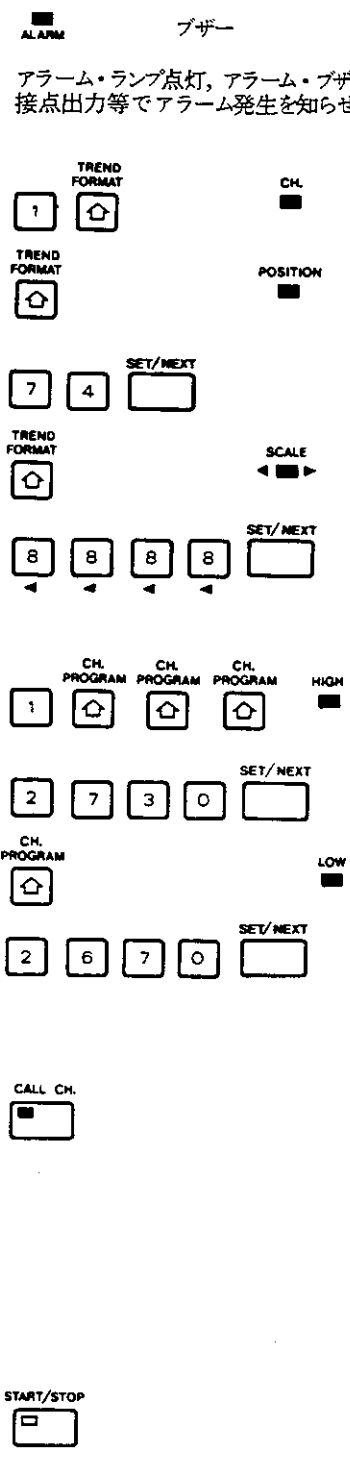 ALARM ブザー
アラーム・ランプ点灯, アラーム・ブザ
接点出力等でアラーム発生を知らせ
TREND
FORMAT CH.
1
TREND
FORMAT POSITION
SET/NEXT
7 4
TREND
FORMAT SCALE
SET/NEXT
8 8 8 8
CH. CH. CH.
PROGRAM PROGRAM PROGRAM HIGH
1
SET/NEXT
2 7 3 0
CH.
PROGRAM LOW
SET/NEXT
2 6 7 0
CALL CH.
START/STOP